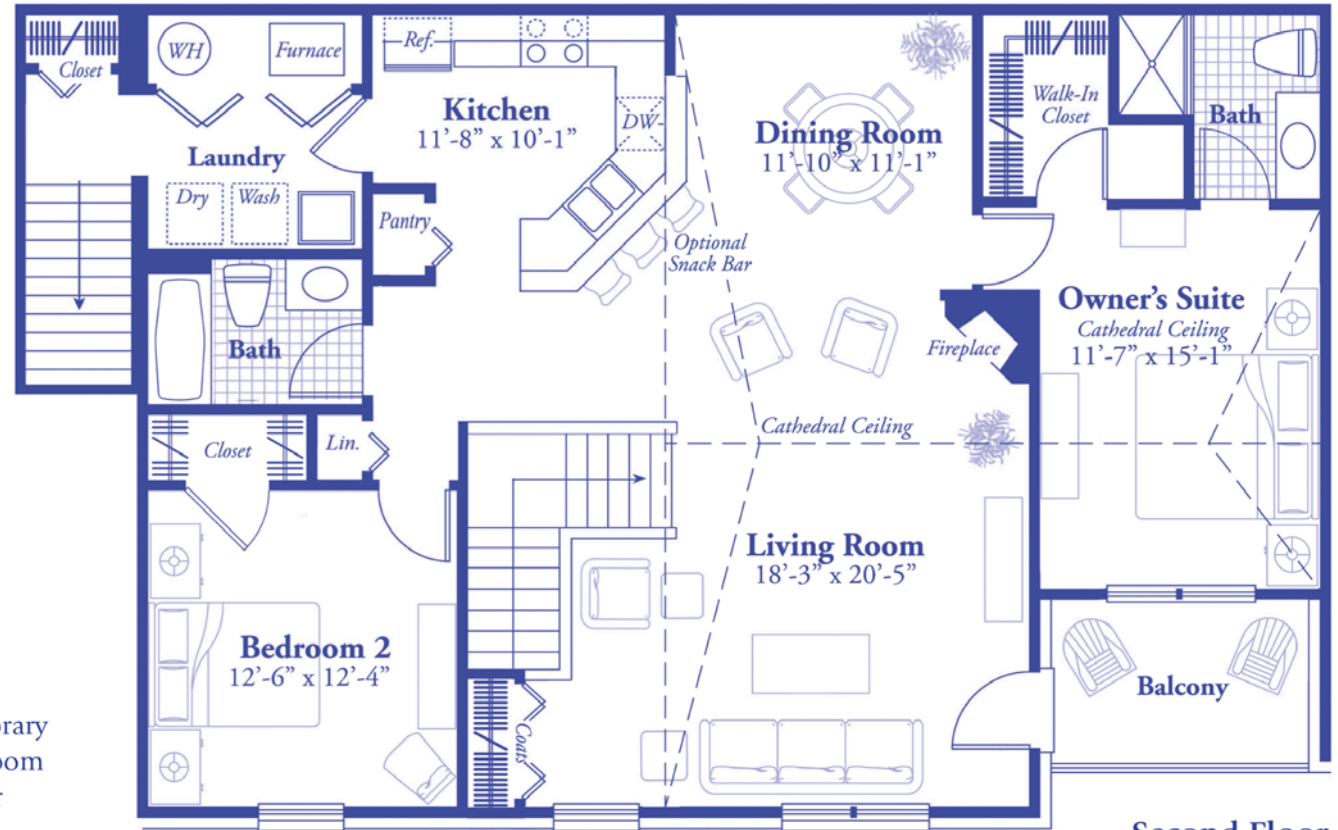 WH
Furnace
Closet
Ref.
Kitchen
11'-8" x 10'-1"
DW
Dining Room
11'-10" x 11'-1"
Walk-In
Closet
Bath
Laundry
Dry
Wash
Pantry
Optional
Snack Bar
Bath
Fireplace
Owner's Suite
Cathedral Ceiling
11'-7" x 15'-1"
Closet
Lin.
Cathedral Ceiling
Living Room
18'-3" x 20'-5"
Bedroom 2
12'-6" x 12'-4"
Coats
Balcony
Second Floor